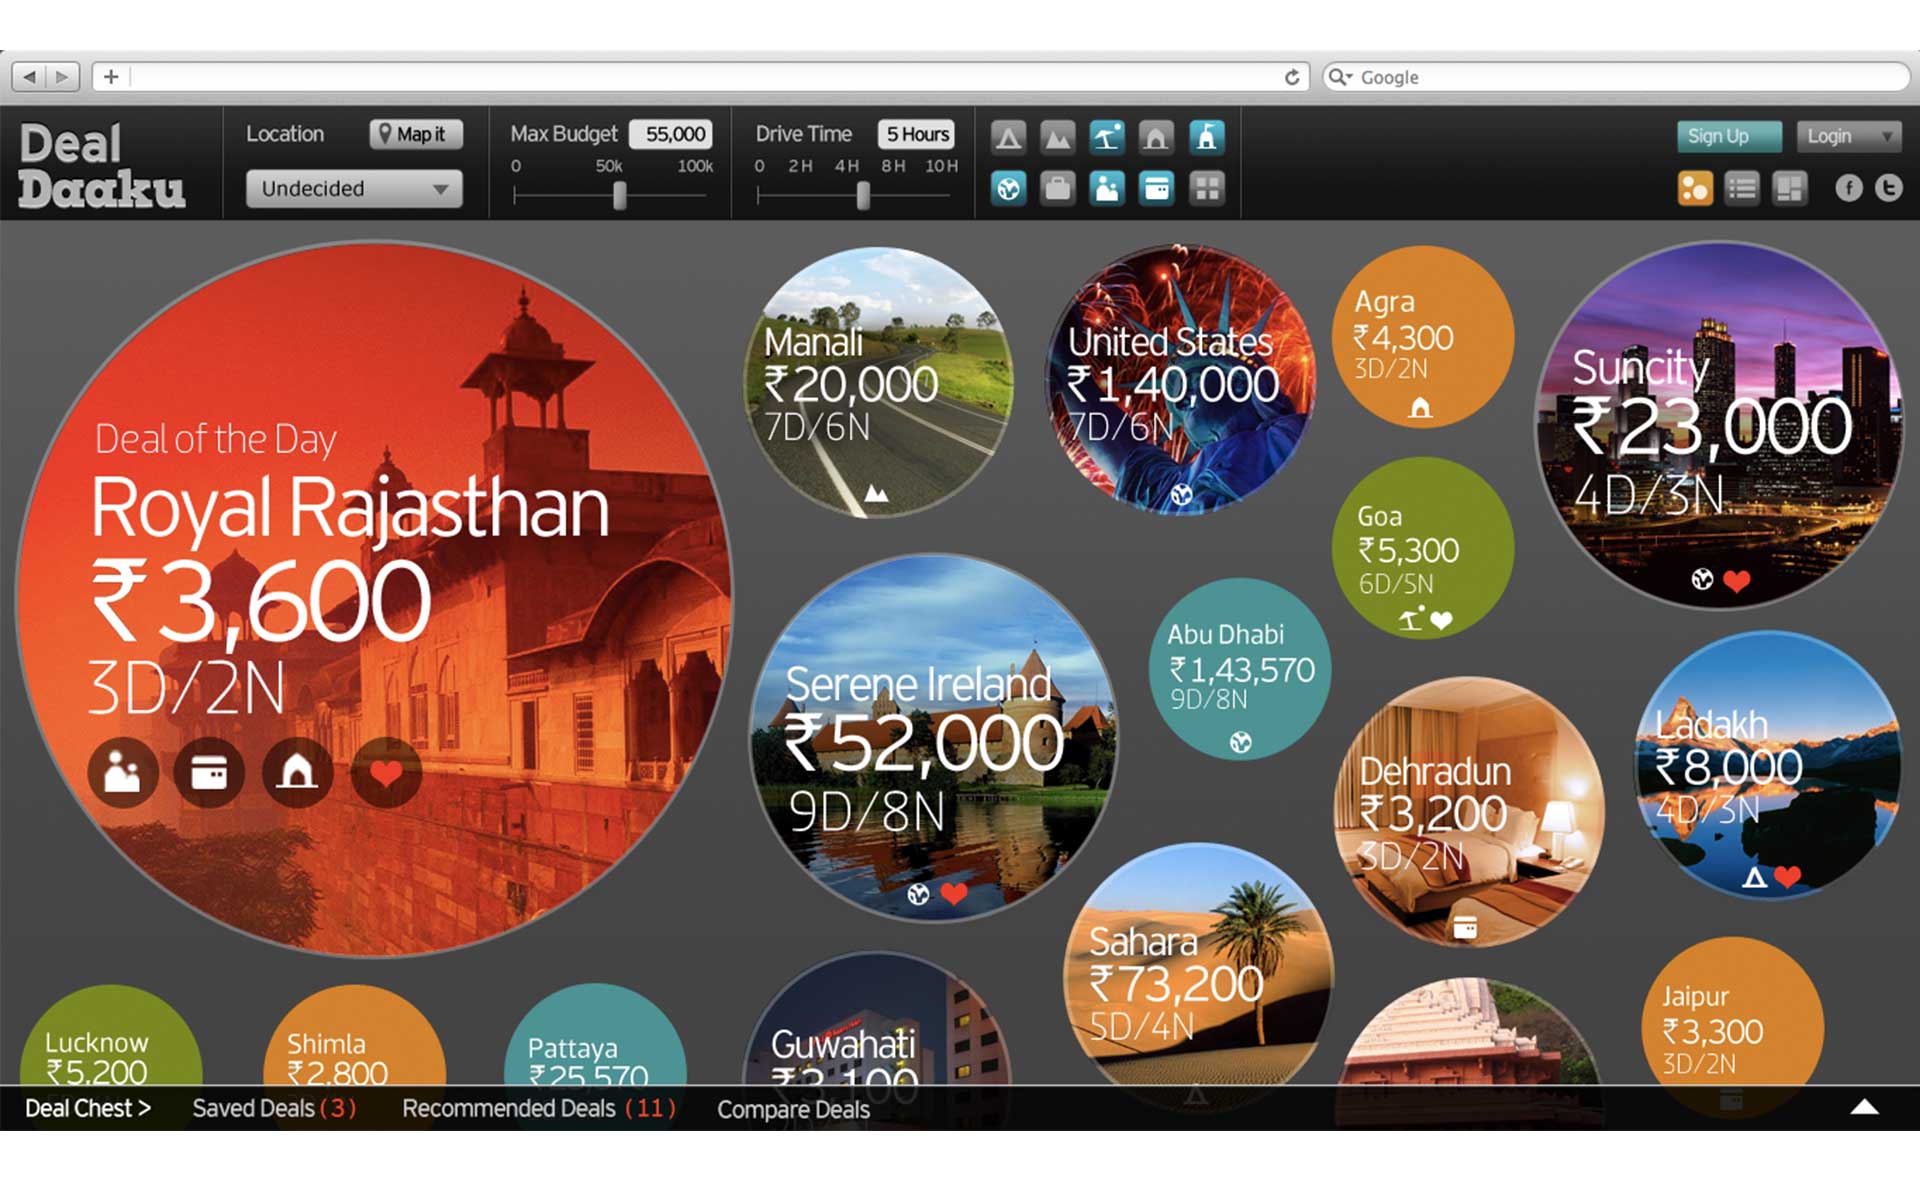 Google
Deal
Daaku
Location
Map it
Undecided
Max Budget
55,000
0 50k 100k
Drive Time
5 Hours
0 2H 4H 8H 10H
Sign Up
Login
Deal of the Day
Royal Rajasthan
₹3,600
3D/2N
Manali
₹20,000
7D/6N
United States
₹1,40,000
7D/6N
Agra
₹4,300
3D/2N
Suncity
₹23,000
4D/3N
Goa
₹5,300
6D/5N
Serene Ireland
₹52,000
9D/8N
Abu Dhabi
₹1,43,570
9D/8N
Dehradun
₹3,200
3D/2N
Ladakh
₹8,000
4D/3N
Sahara
₹73,200
5D/4N
Jaipur
₹3,300
3D/2N
Lucknow
₹5,200
Shimla
₹2,800
Pattaya
₹25,570
Guwahati
₹3,100
Deal Chest >
Saved Deals (3)
Recommended Deals (11)
Compare Deals